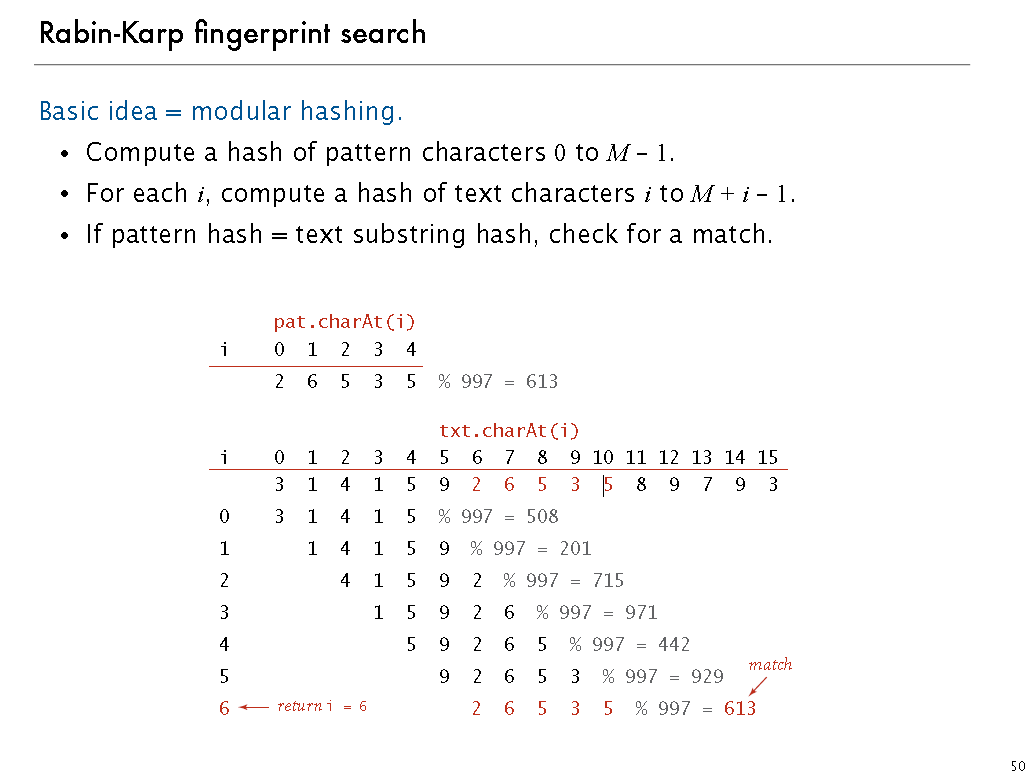 Rabin-Karp fingerprint search
Basic idea = modular hashing.
• Compute a hash of pattern characters 0 to M – 1.
• For each i, compute a hash of text characters i to M + i – 1.
• If pattern hash = text substring hash, check for a match.
pat.charAt(i)
i 0 1 2 3 4
2 6 5 3 5 % 997 = 613
txt.charAt(i)
i 0 1 2 3 4 5 6 7 8 9 10 11 12 13 14 15
3 1 4 1 5 9 2 6 5 3 5 8 9 7 9 3
0 3 1 4 1 5 % 997 = 508
1 1 4 1 5 9 % 997 = 201
2 4 1 5 9 2 % 997 = 715
3 1 5 9 2 6 % 997 = 971
4 5 9 2 6 5 % 997 = 442
5 9 2 6 5 3 % 997 = 929
match
6 return i = 6 2 6 5 3 5 % 997 = 613
50